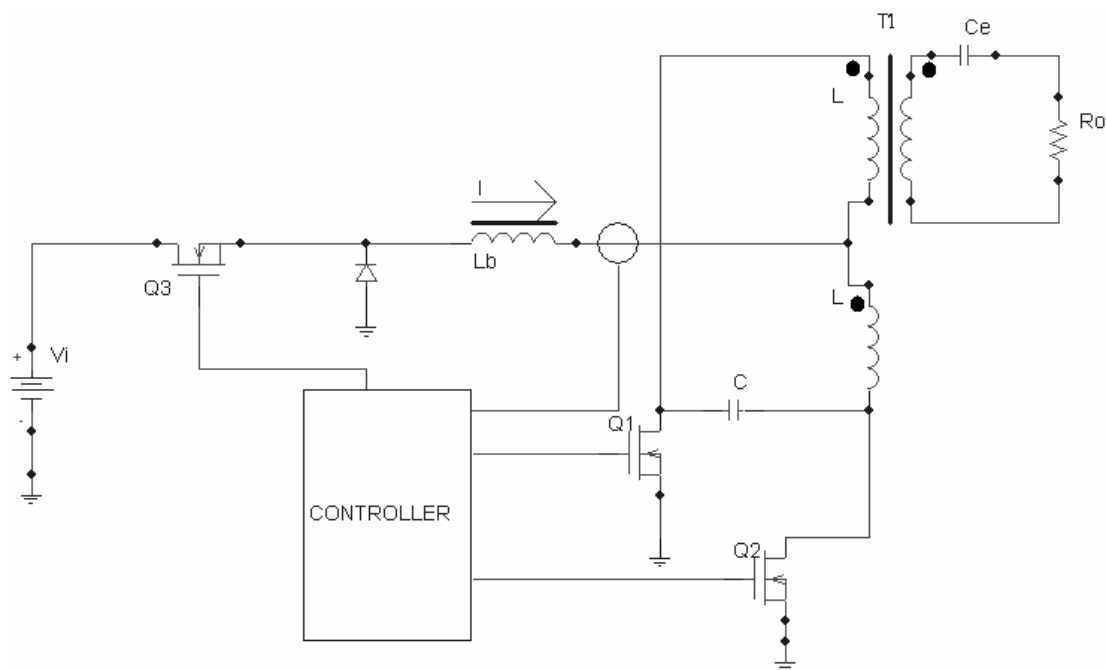 T1
Ce
L
Ro
I
Lb
Q3
L
+
Vi
-
C
Q1
CONTROLLER
Q2